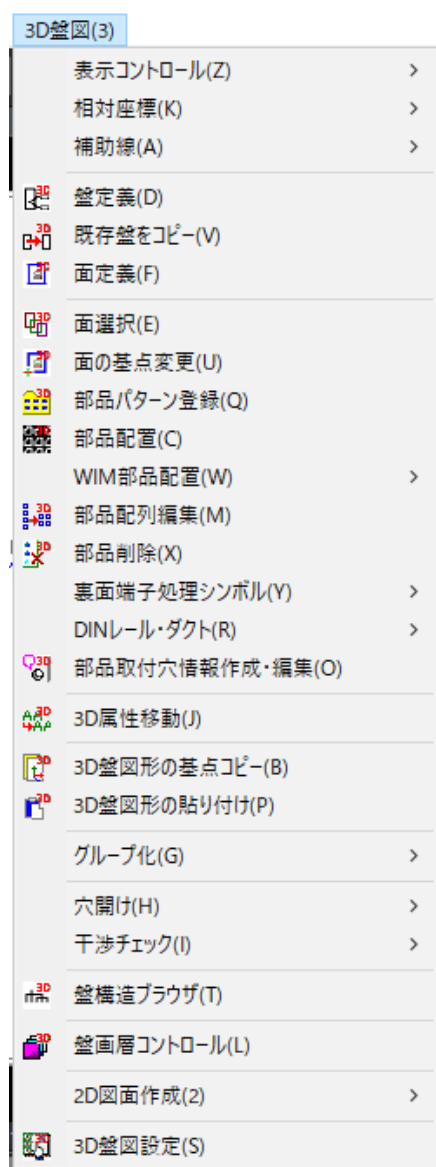 3D盤図(3)
表示コントロール(Z)
相対座標(K)
補助線(A)
盤定義(D)
既存盤をコピー(V)
面定義(F)
面選択(E)
面の基点変更(U)
部品パターン登録(Q)
部品配置(C)
WIM部品配置(W)
部品配列編集(M)
部品削除(X)
裏面端子処理シンボル(Y)
DINレール・ダクト(R)
部品取付穴情報作成・編集(O)
3D属性移動(J)
3D盤図形の基点コピー(B)
3D盤図形の貼り付け(P)
グループ化(G)
穴開け(H)
干渉チェック(I)
盤構造ブラウザ(T)
盤画層コントロール(L)
2D図面作成(2)
3D盤図設定(S)